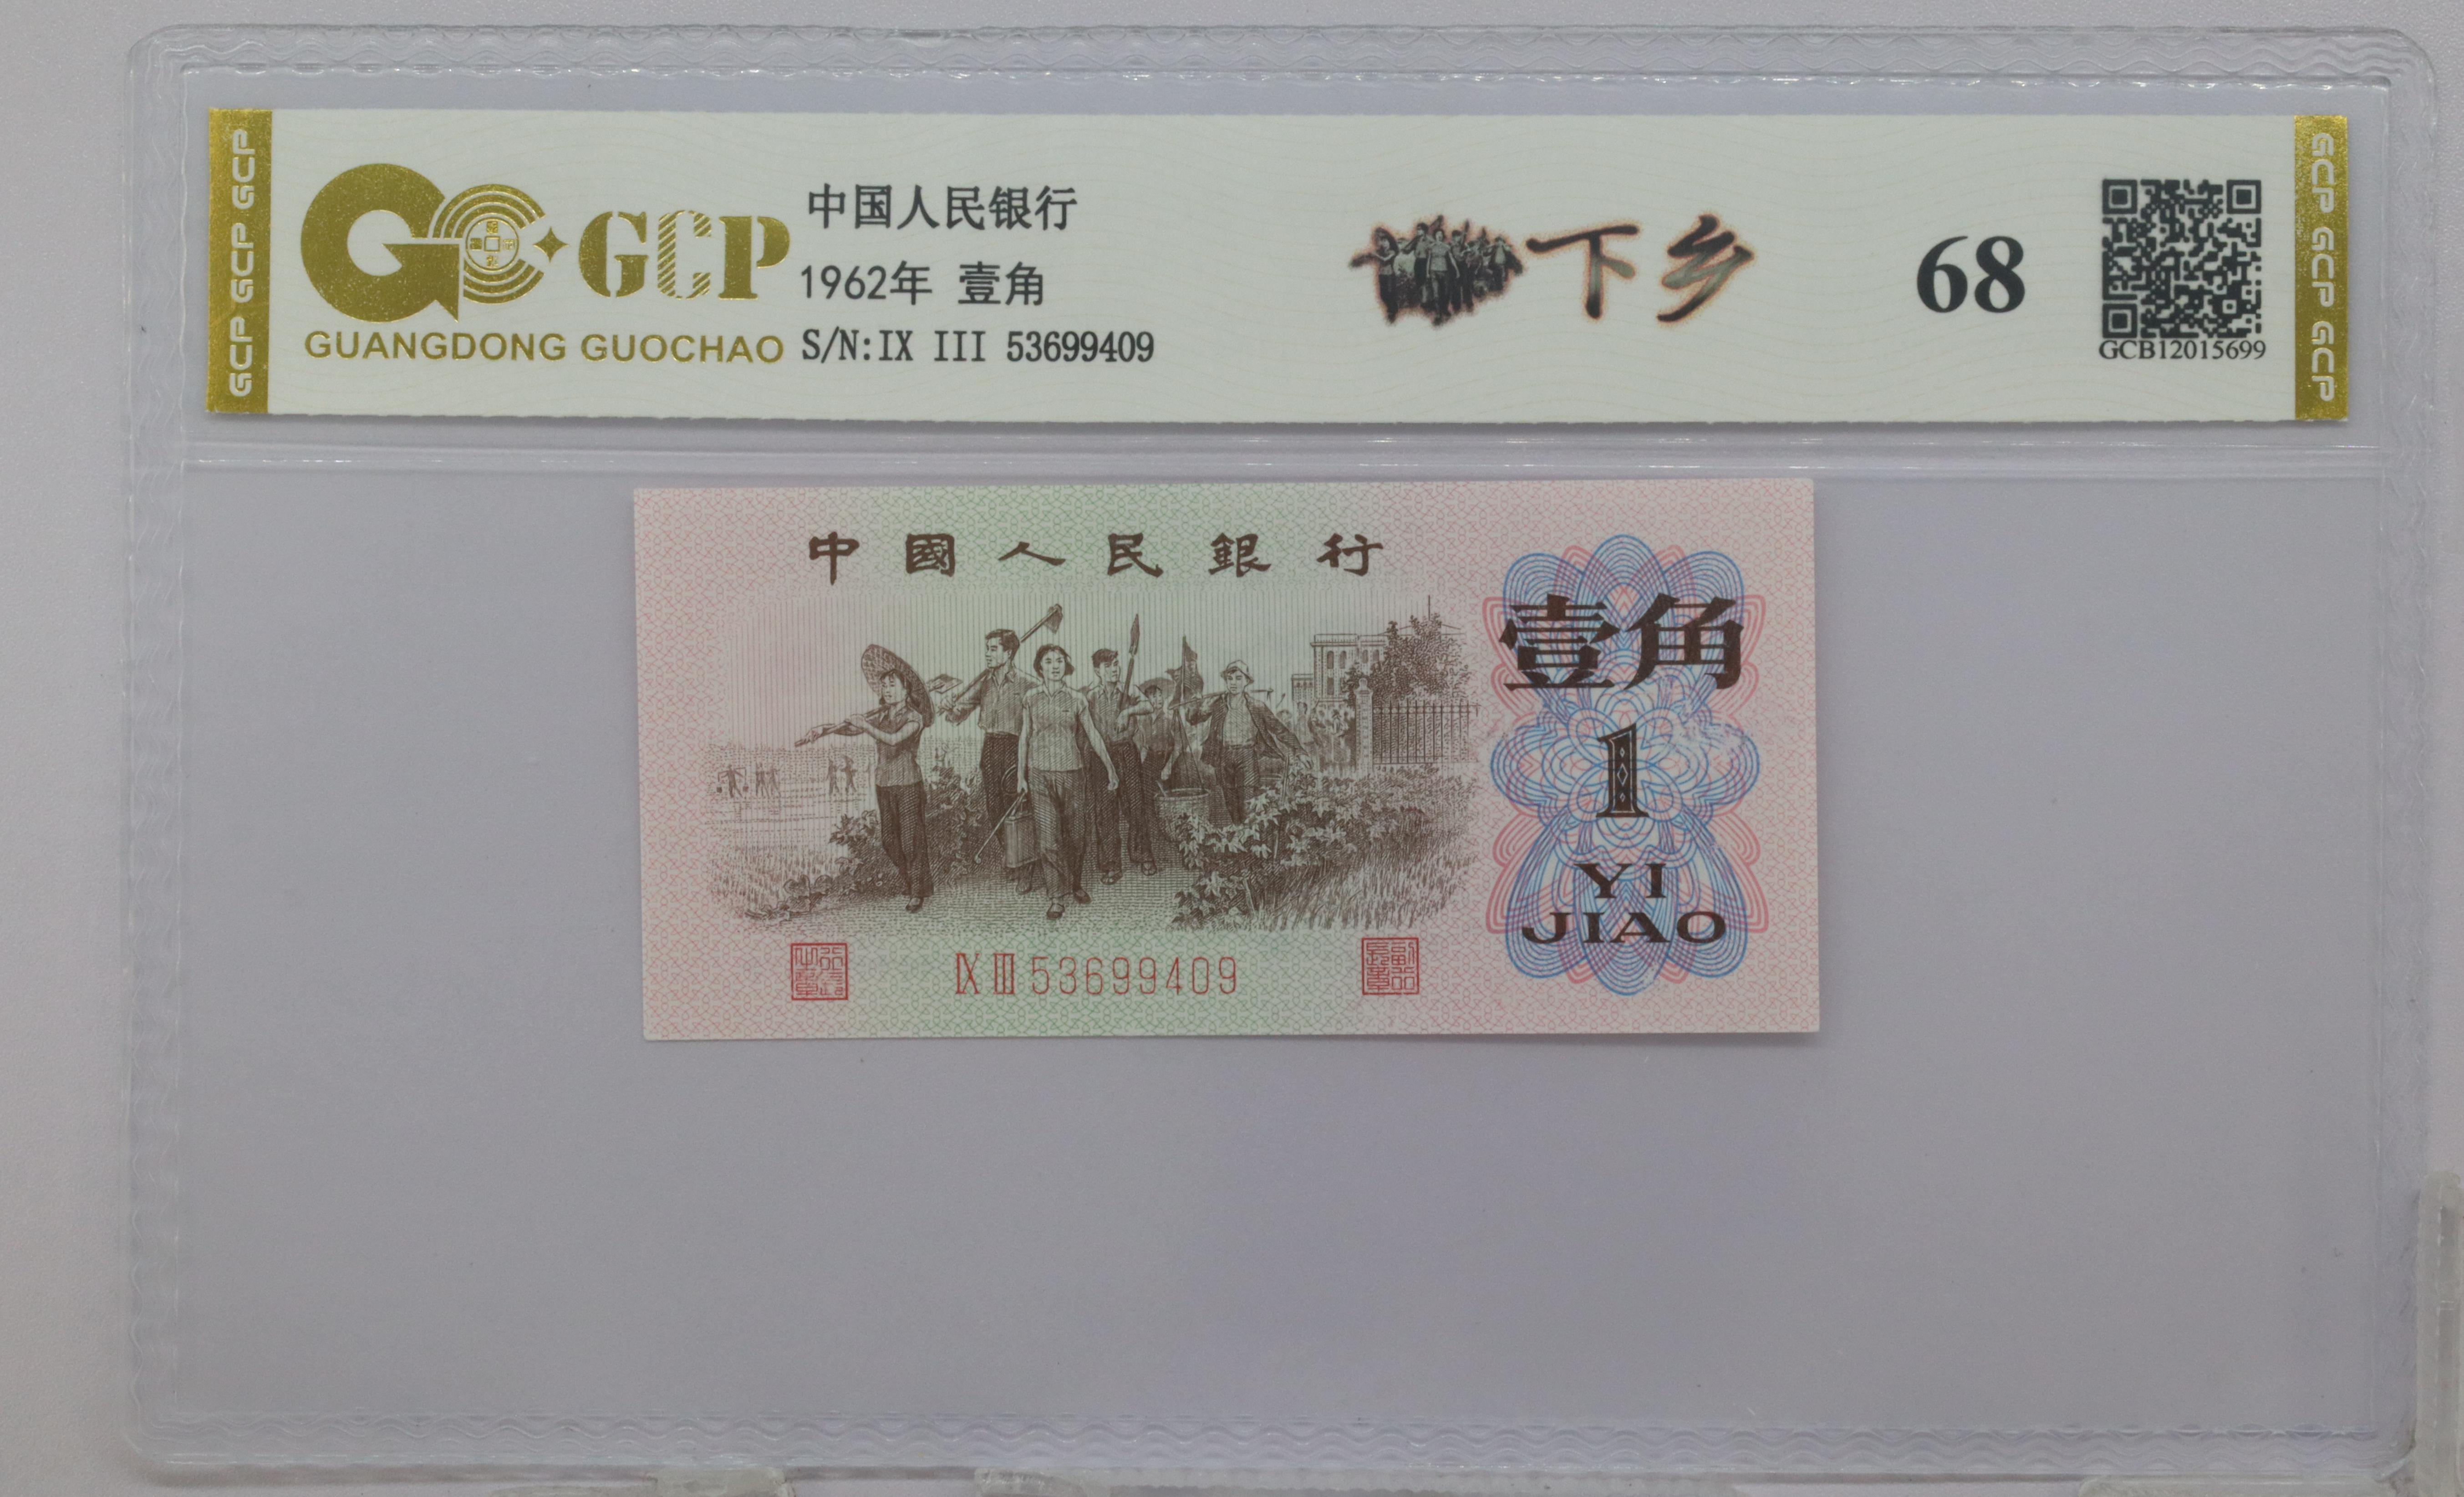 GCP GCP GCP
GCP
GUANGDONG GUOCHAO
中国人民银行
1962年 壹角
S/N:IX III 53699409
下乡
68
GCB12015699
GCP GCP GCP
中國人民銀行
壹角
1
YI
JIAO
IX III 53699409